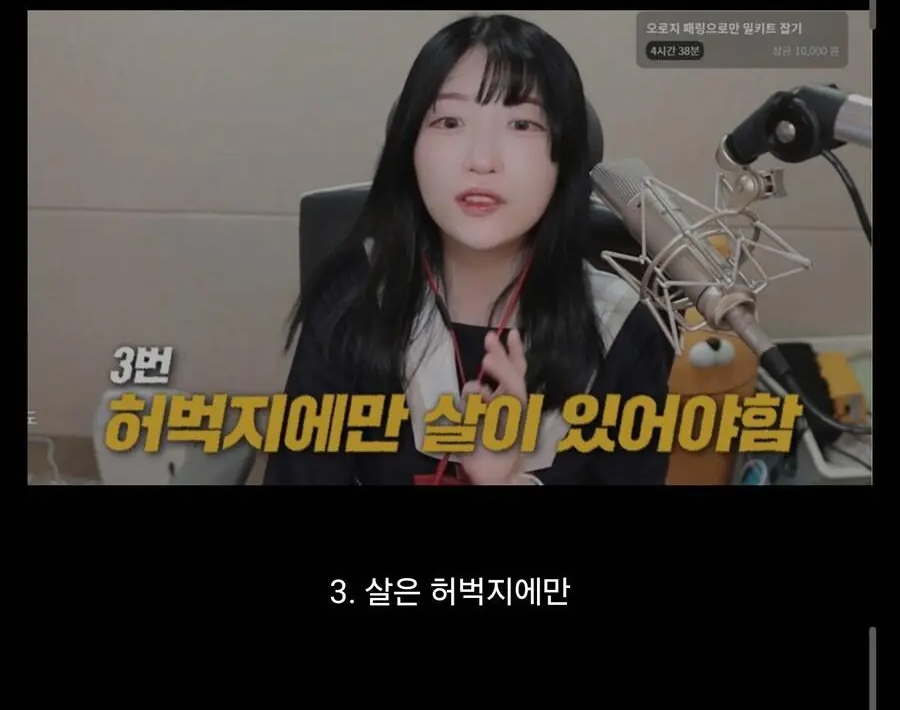 오로지 패링으로만 밀키트 잡기
4시간 38분
상금 10,000 원
3번
허벅지에만 살이 있어야함
도
3. 살은 허벅지에만